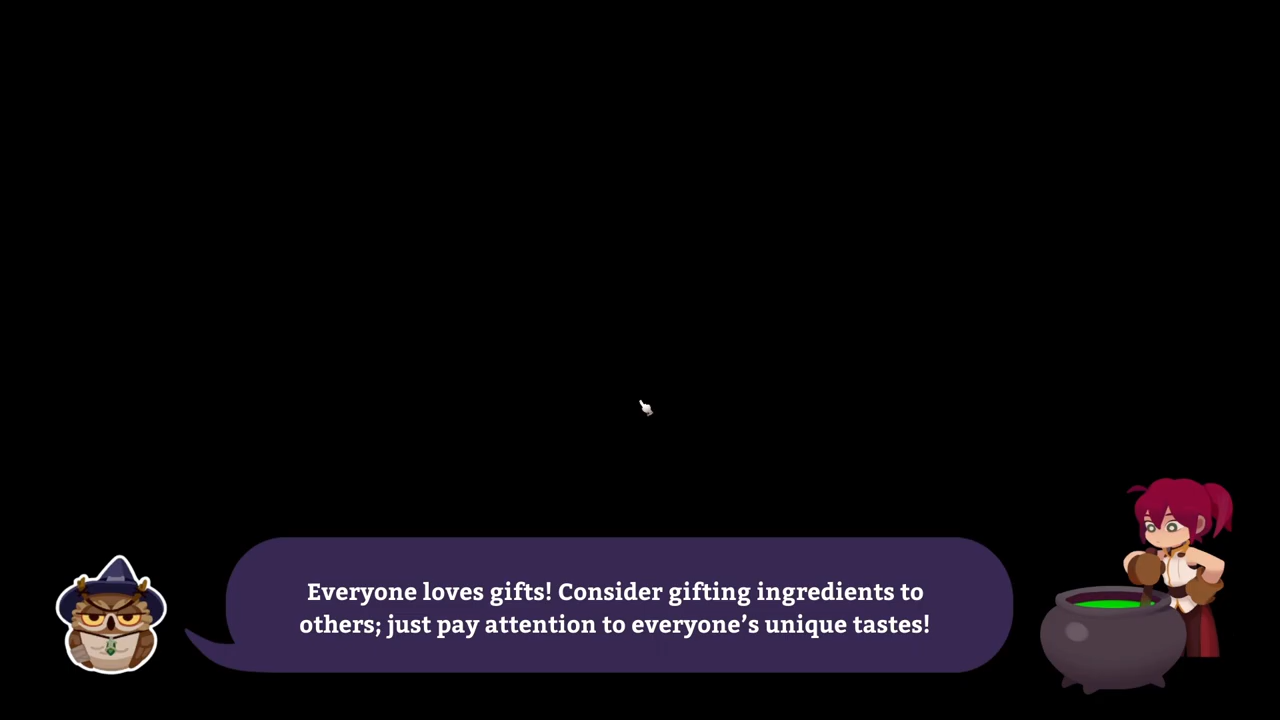 Everyone loves gifts! Consider gifting ingredients to
others; just pay attention to everyone’s unique tastes!